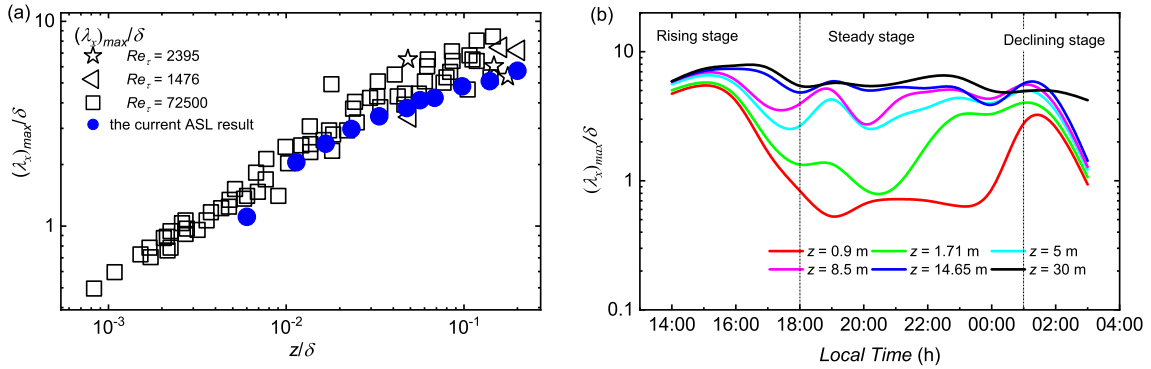 (a)
(λx)max/δ
10
1
10⁻³
10⁻²
10⁻¹
z/δ
(λx)max/δ
Reτ = 2395
Reτ = 1476
Reτ = 72500
the current ASL result
(b)
(λx)max/δ
10
1
0.1
Rising stage
Steady stage
Declining stage
z = 0.9 m
z = 1.71 m
z = 5 m
z = 8.5 m
z = 14.65 m
z = 30 m
14:00 16:00 18:00 20:00 22:00 00:00 02:00 04:00
Local Time (h)